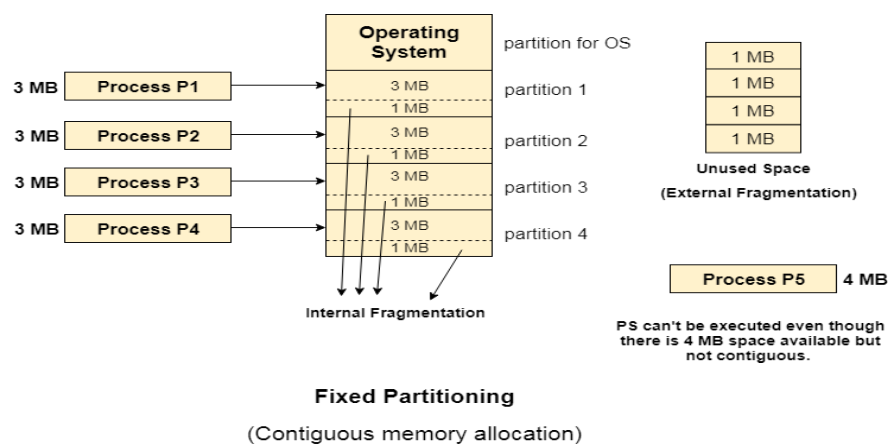 Operating
System
partition for OS
3 MB Process P1
3 MB
1 MB
partition 1
3 MB Process P2
3 MB
1 MB
partition 2
3 MB Process P3
3 MB
1 MB
partition 3
3 MB Process P4
3 MB
1 MB
partition 4
Internal Fragmentation
1 MB
1 MB
1 MB
1 MB
Unused Space
(External Fragmentation)
Process P5 4 MB
PS can't be executed even though
there is 4 MB space available but
not contiguous.
Fixed Partitioning
(Contiguous memory allocation)